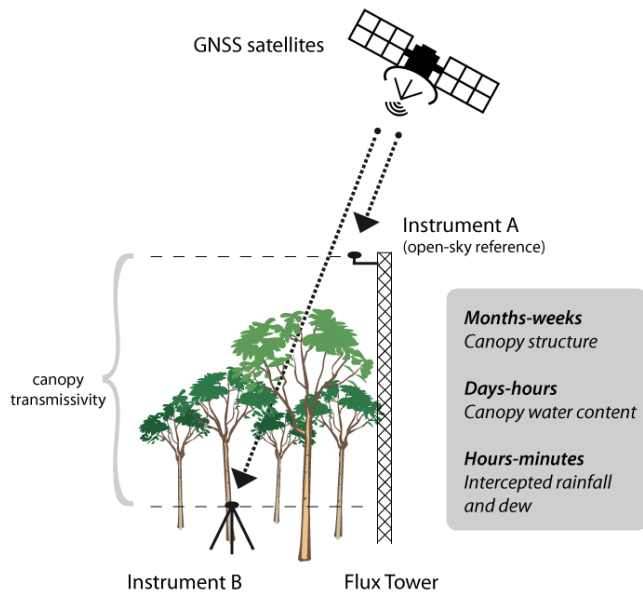 GNSS satellites
Instrument A
(open-sky reference)
canopy
transmissivity
Months-weeks
Canopy structure
Days-hours
Canopy water content
Hours-minutes
Intercepted rainfall
and dew
Instrument B
Flux Tower